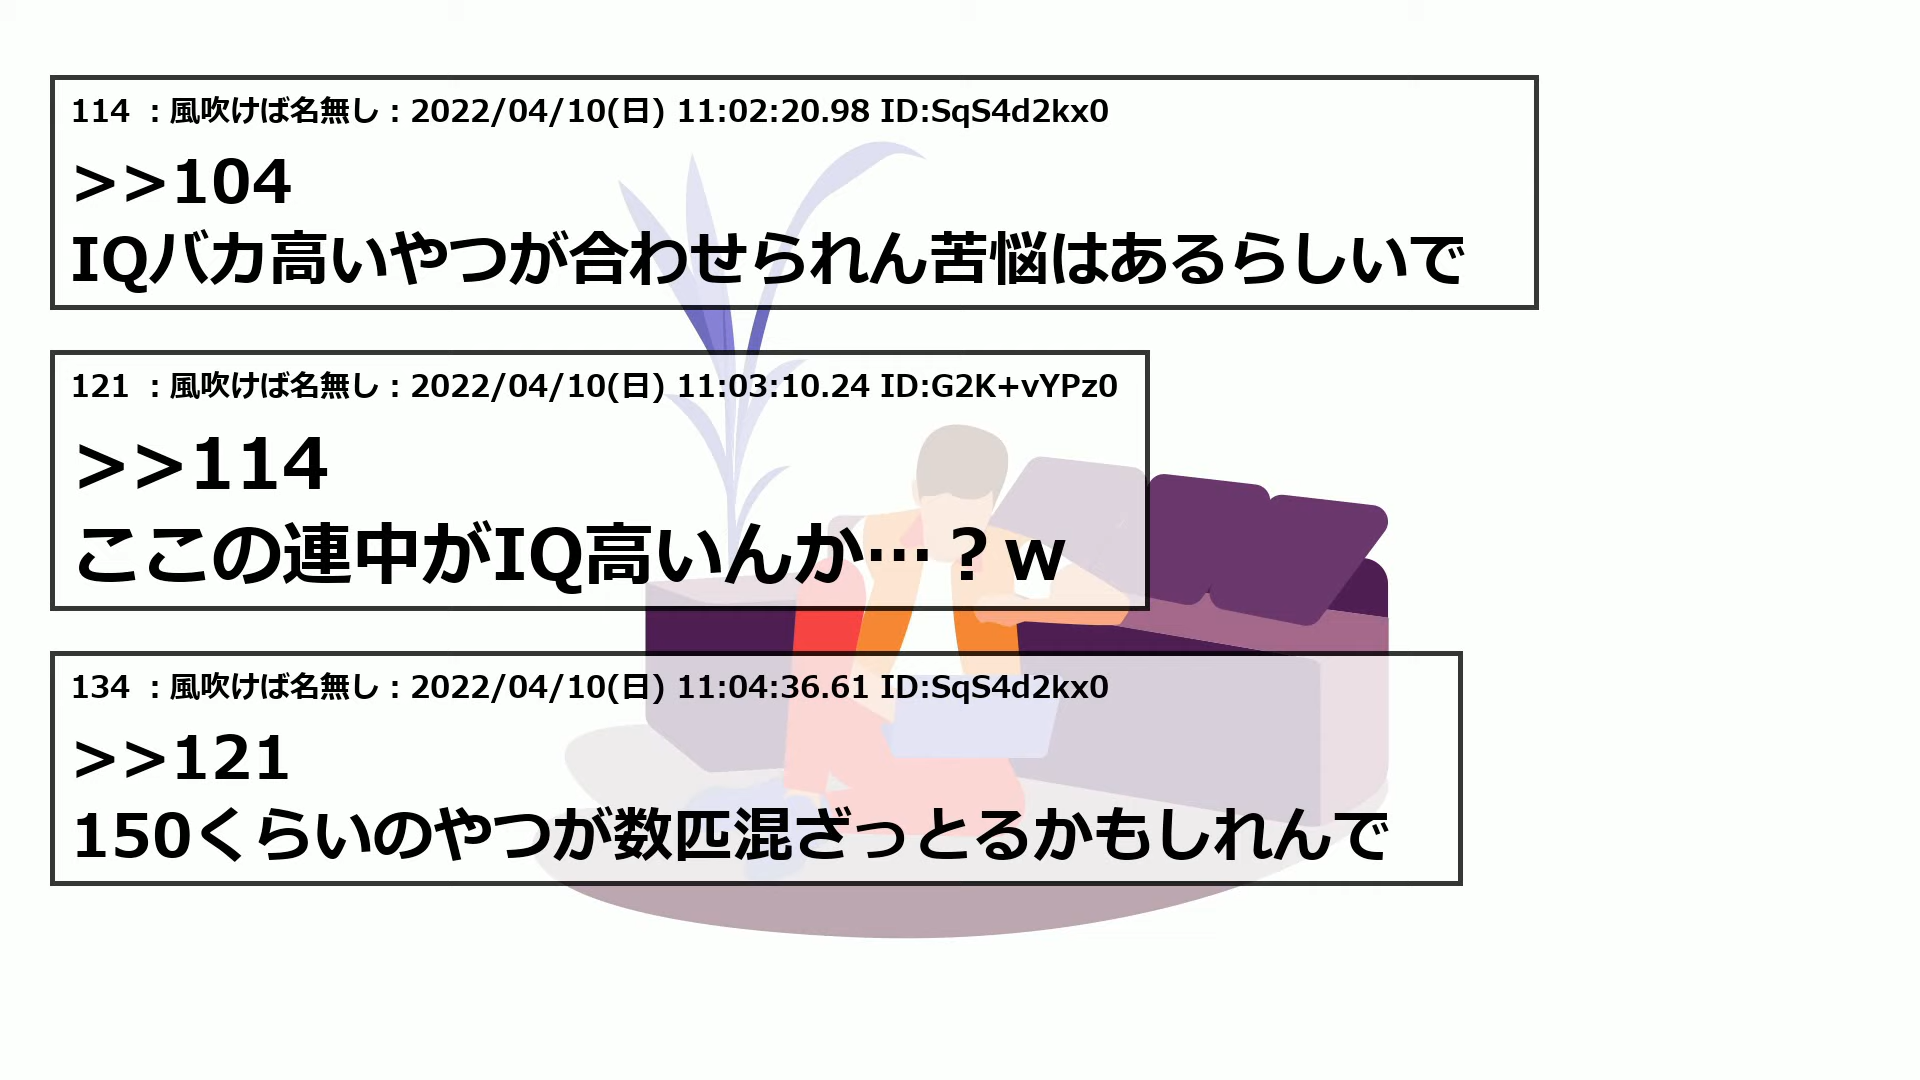 114 ：風吹けば名無し：2022/04/10(日) 11:02:20.98 ID:SqS4d2kx0
>>104
IQバカ高いやつが合わせられん苦悩はあるらしいで
121 ：風吹けば名無し：2022/04/10(日) 11:03:10.24 ID:G2K+vYPz0
>>114
ここの連中がIQ高いんか…？w
134 ：風吹けば名無し：2022/04/10(日) 11:04:36.61 ID:SqS4d2kx0
>>121
150くらいのやつが数匹混ざっとるかもしれんで